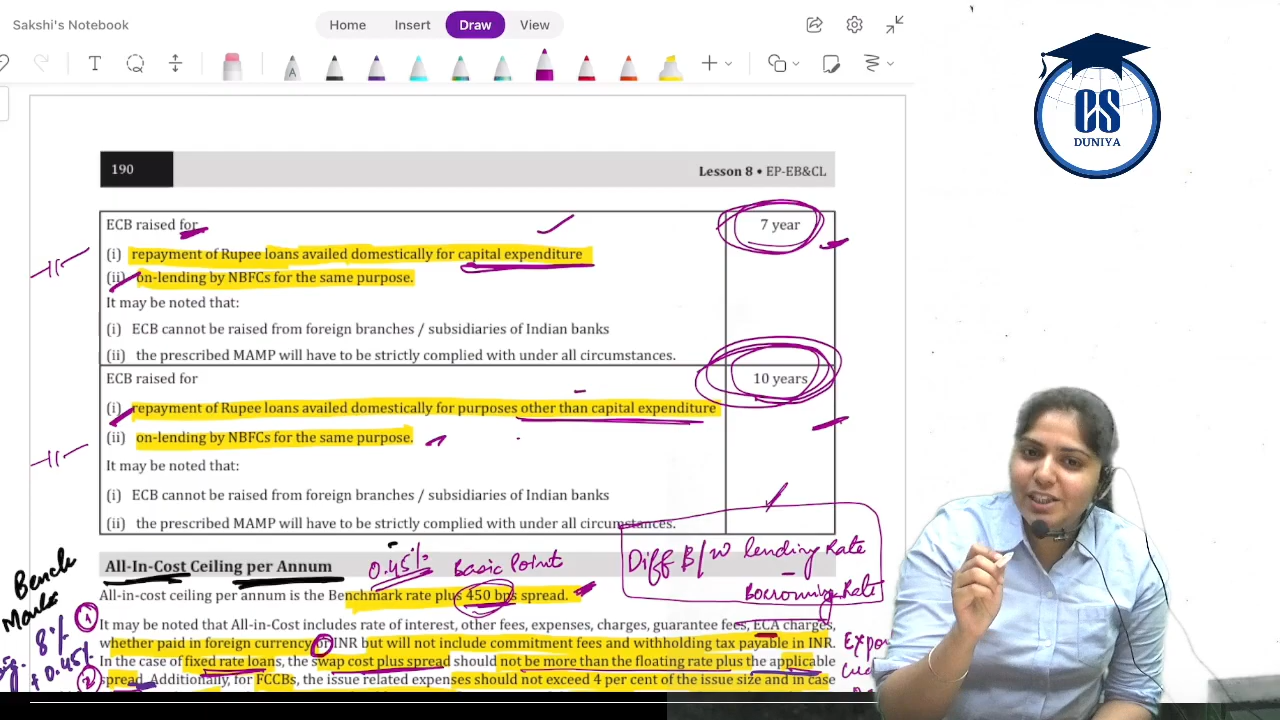 Sakshi's Notebook
Home Insert Draw View
CS
DUNIYA
190
Lesson 8 • EP-EB&CL
ECB raised for
7 year
(i) repayment of Rupee loans availed domestically for capital expenditure
(ii) on-lending by NBFCs for the same purpose.
It may be noted that:
(i) ECB cannot be raised from foreign branches / subsidiaries of Indian banks
(ii) the prescribed MAMP will have to be strictly complied with under all circumstances.
ECB raised for
10 years
(i) repayment of Rupee loans availed domestically for purposes other than capital expenditure
(ii) on-lending by NBFCs for the same purpose.
It may be noted that:
(i) ECB cannot be raised from foreign branches / subsidiaries of Indian banks
(ii) the prescribed MAMP will have to be strictly complied with under all circumstances.
Diff B/w lending Rate
– Borrowing Rate
Bench
Mark
8%
+ 0.45%
All-In-Cost Ceiling per Annum
0.45% Basic Point
All-in-cost ceiling per annum is the Benchmark rate plus 450 bps spread.
1
It may be noted that All-in-Cost includes rate of interest, other fees, expenses, charges, guarantee fees, ECA charges,
whether paid in foreign currency or INR but will not include commitment fees and withholding tax payable in INR.
In the case of fixed rate loans, the swap cost plus spread should not be more than the floating rate plus the applicable
2
spread. Additionally, for FCCBs, the issue related expenses should not exceed 4 per cent of the issue size and in case